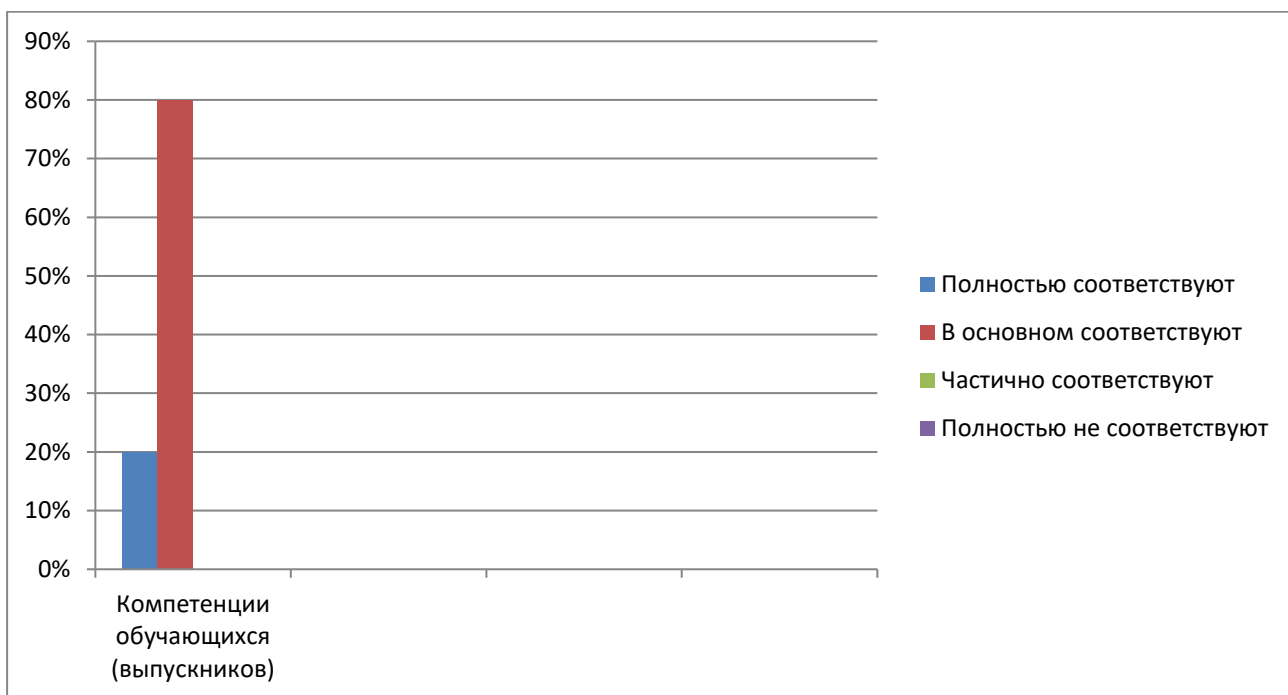 90%
80%
70%
60%
50%
40%
30%
20%
10%
0%
Компетенции
обучающихся
(выпускников)
Полностью соответствуют
В основном соответствуют
Частично соответствуют
Полностью не соответствуют